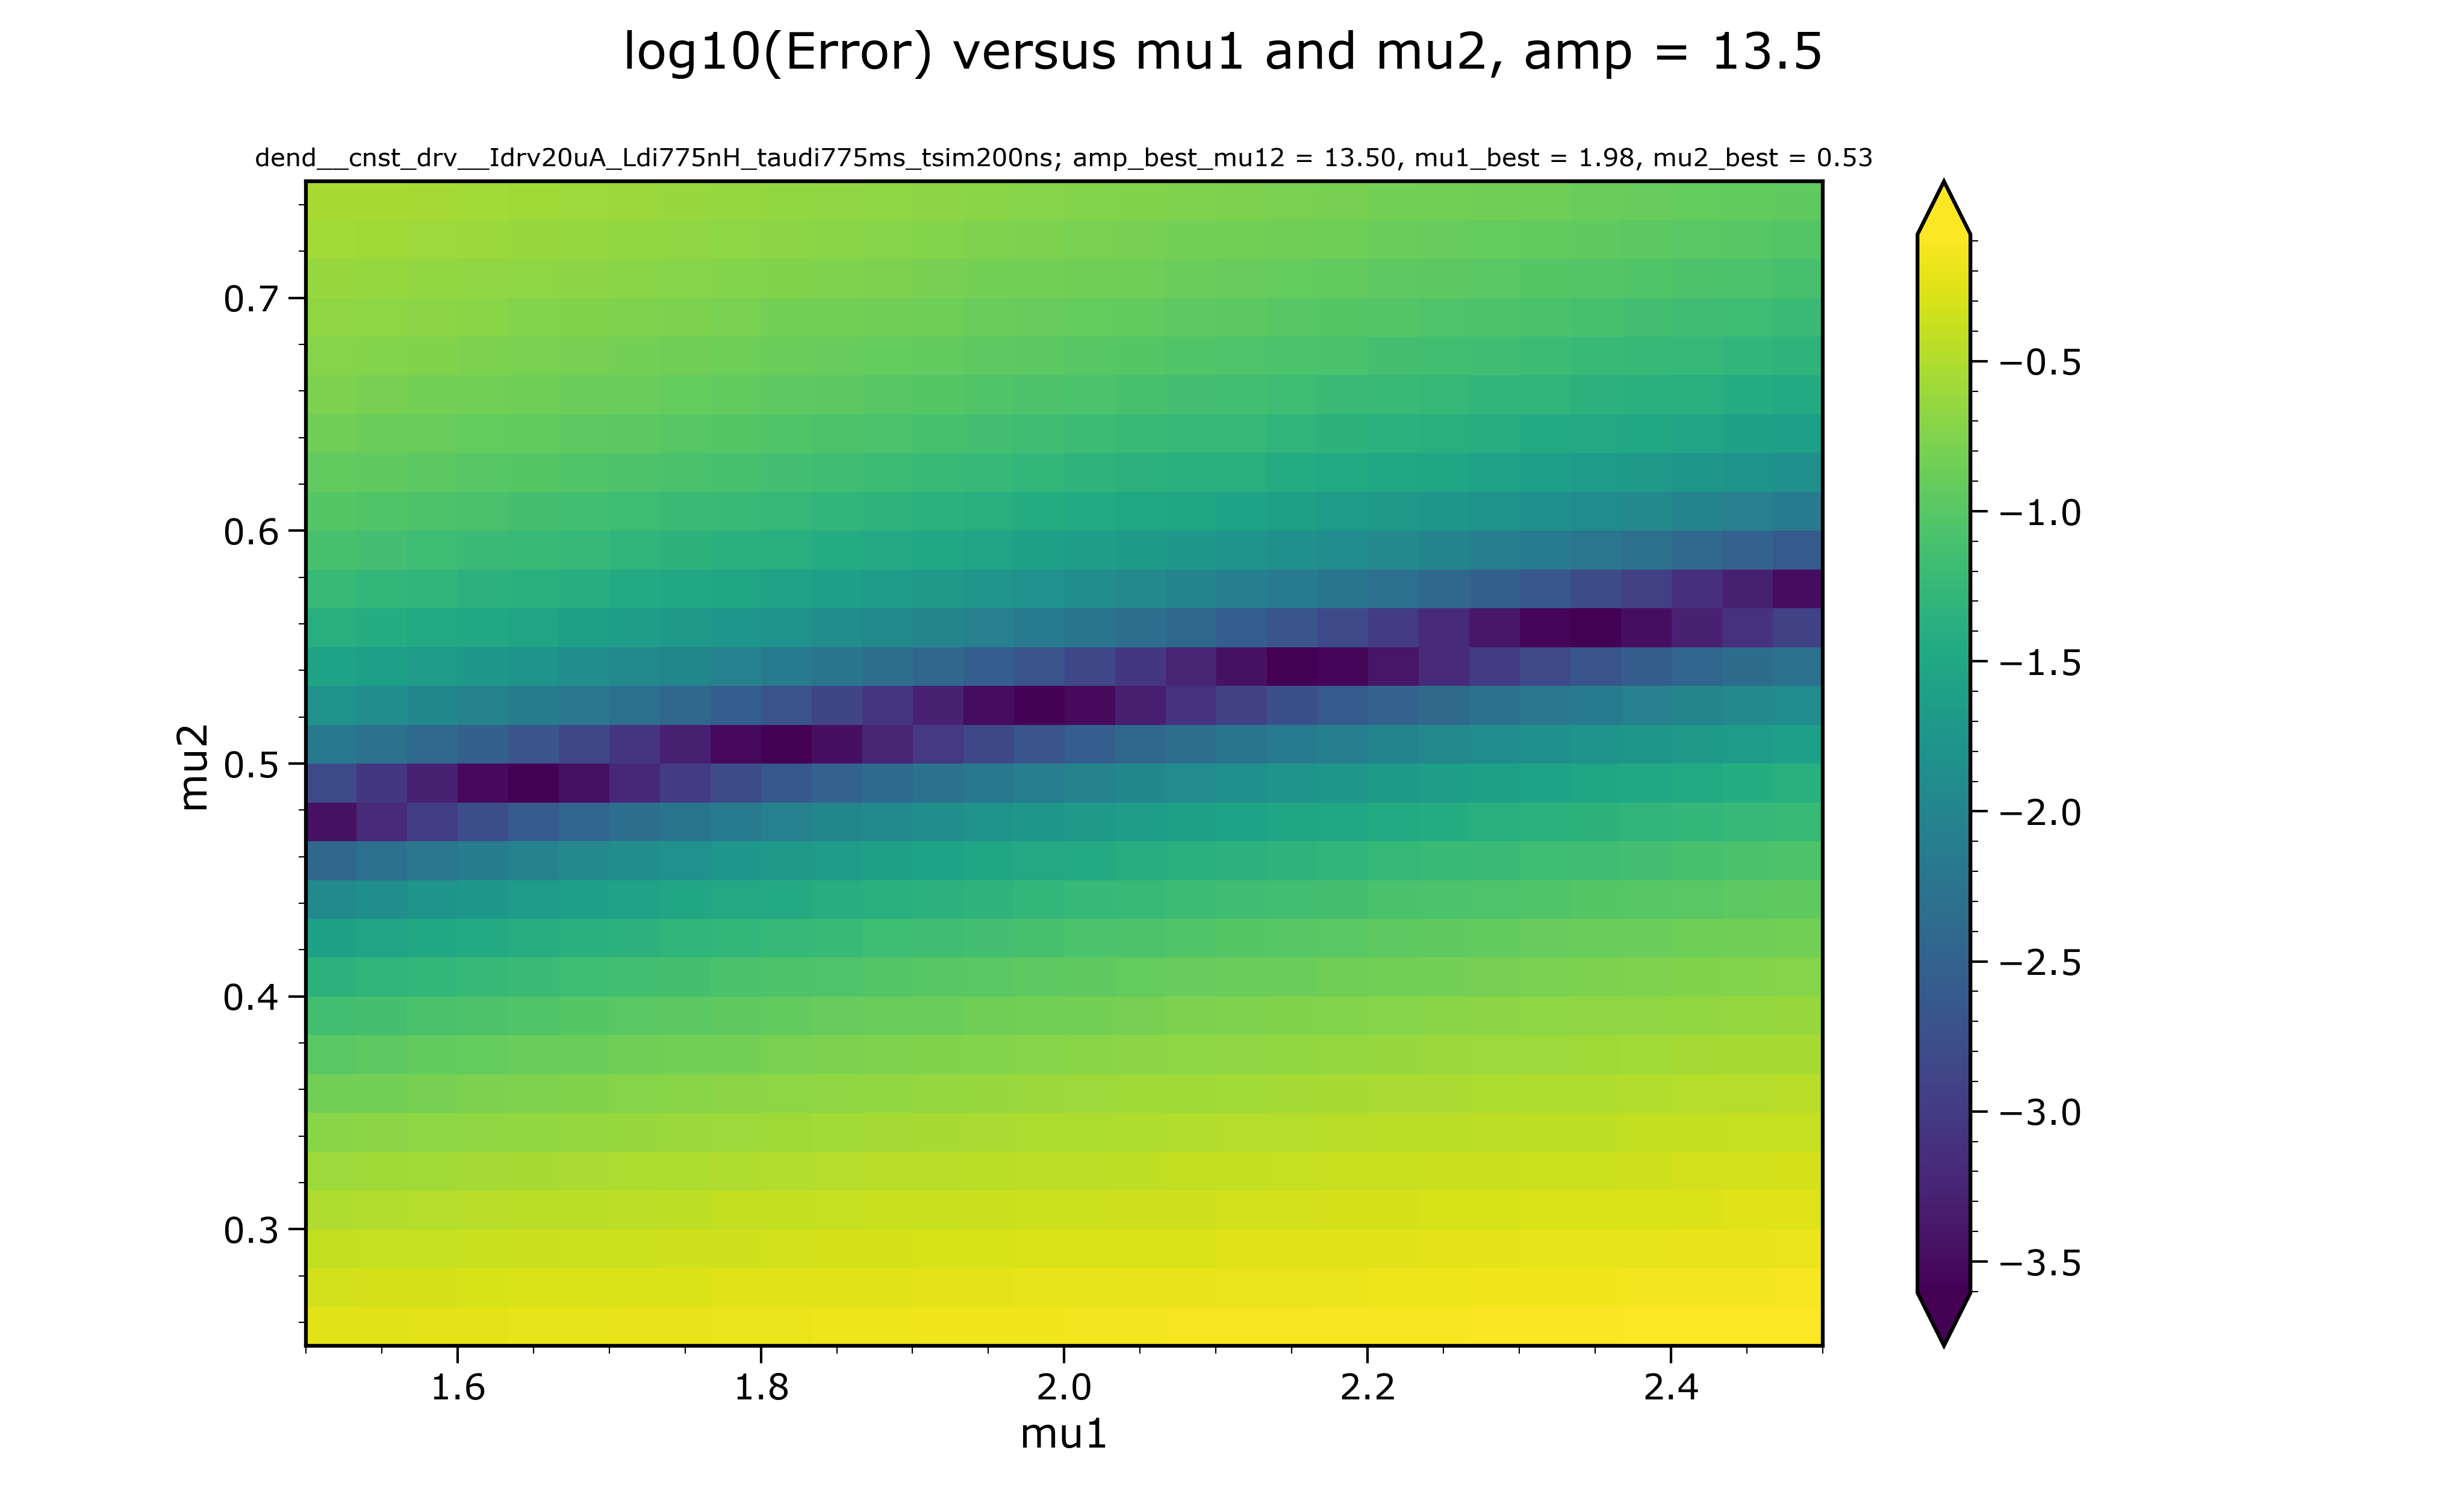 log10(Error) versus mu1 and mu2, amp = 13.5
dend__cnst_drv__Idrv20uA_Ldi775nH_taudi775ms_tsim200ns; amp_best_mu12 = 13.50, mu1_best = 1.98, mu2_best = 0.53
0.7
0.6
0.5
0.4
0.3
mu2
1.6 1.8 2.0 2.2 2.4
mu1
−0.5
−1.0
−1.5
−2.0
−2.5
−3.0
−3.5